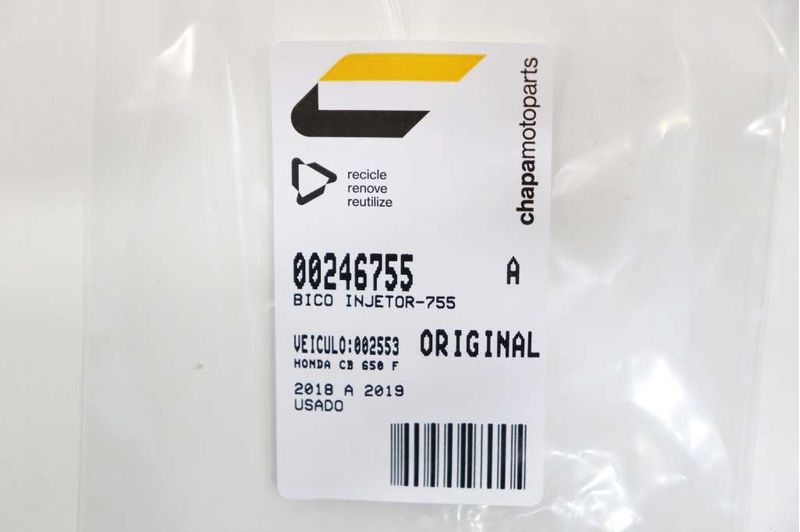 chapamotoparts
recicle
renove
reutilize
00246755 A
BICO INJETOR-755
VEICULO:002553 ORIGINAL
HONDA CB 650 F
2018 A 2019
USADO